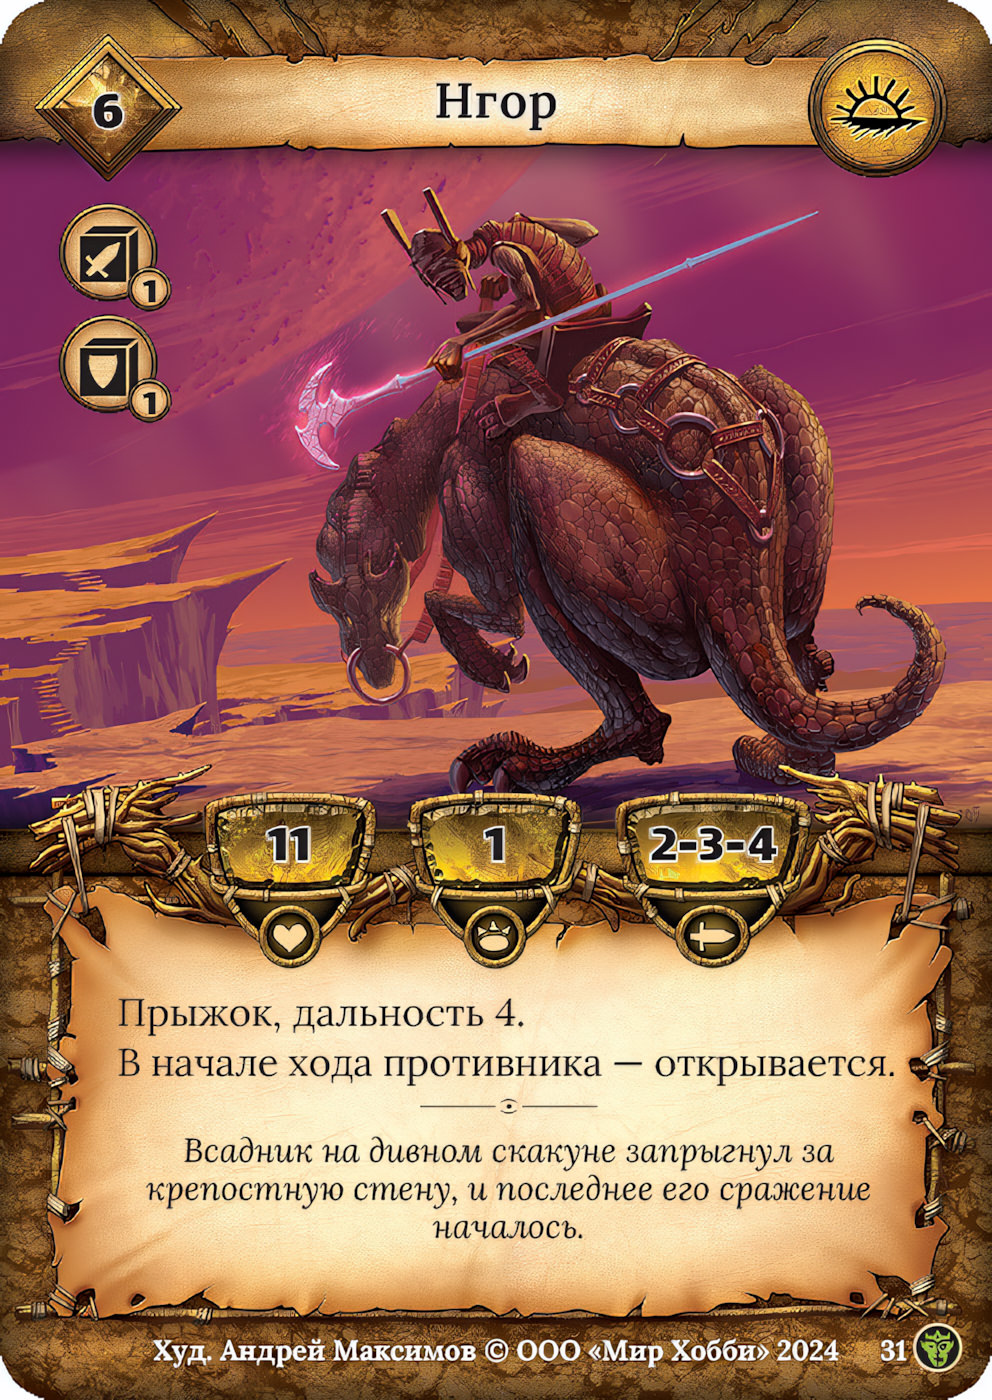 6
Нгор
1
1
11
1
2-3-4
Прыжок, дальность 4.
В начале хода противника — открывается.
Всадник на дивном скакуне запрыгнул за
крепостную стену, и последнее его сражение
началось.
Худ. Андрей Максимов © ООО «Мир Хобби» 2024
31